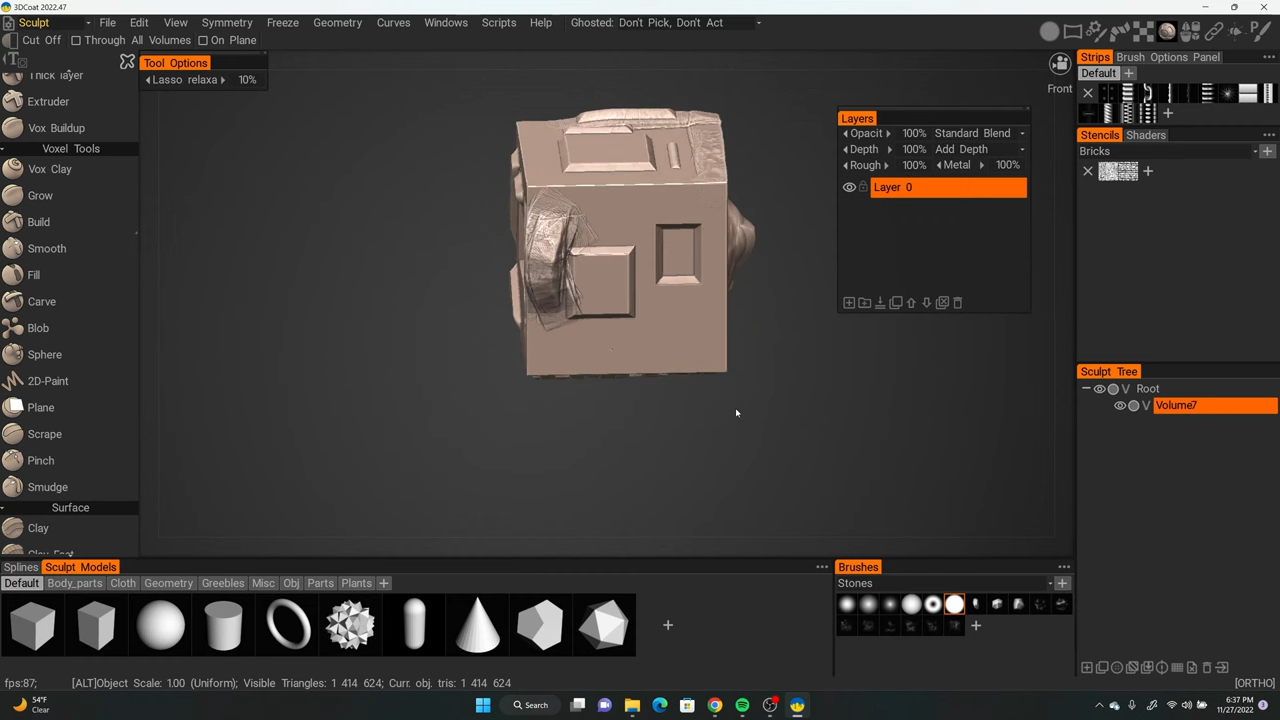 3DCoat 2022.47
Sculpt File Edit View Symmetry Freeze Geometry Curves Windows Scripts Help Ghosted: Don't Pick, Don't Act
Cut Off Through All Volumes On Plane
Tool Options
Lasso relaxa 10%
Thick layer
Extruder
Vox Buildup
Voxel Tools
Vox Clay
Grow
Build
Smooth
Fill
Carve
Blob
Sphere
2D-Paint
Plane
Scrape
Pinch
Smudge
Surface
Clay
Clay Fast
Front
Layers
Opacit 100% Standard Blend
Depth 100% Add Depth
Rough 100% Metal 100%
Layer 0
Strips Brush Options Panel
Default
Stencils Shaders
Bricks
Sculpt Tree
V Root
V Volume7
Splines Sculpt Models
Default Body_parts Cloth Geometry Greebles Misc Obj Parts Plants
Brushes
Stones
fps:87; [ALT]Object Scale: 1.00 (Uniform); Visible Triangles: 1 414 624; Curr. obj. tris: 1 414 624;
[ORTHO]
54°F
Clear
Search
6:37 PM
11/27/2022